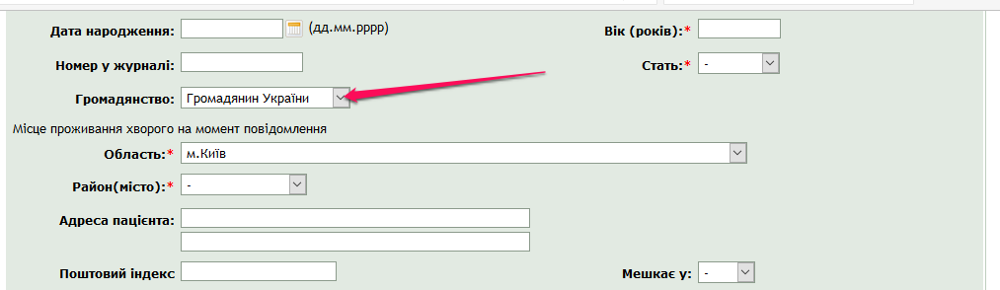 Дата народження: (дд.мм.рррр) Вік (років):*
Номер у журналі: Стать:* -
Громадянство: Громадянин України
Місце проживання хворого на момент повідомлення
Область:* м.Київ
Район(місто):* -
Адреса пацієнта:
Поштовий індекс Мешкає у: -